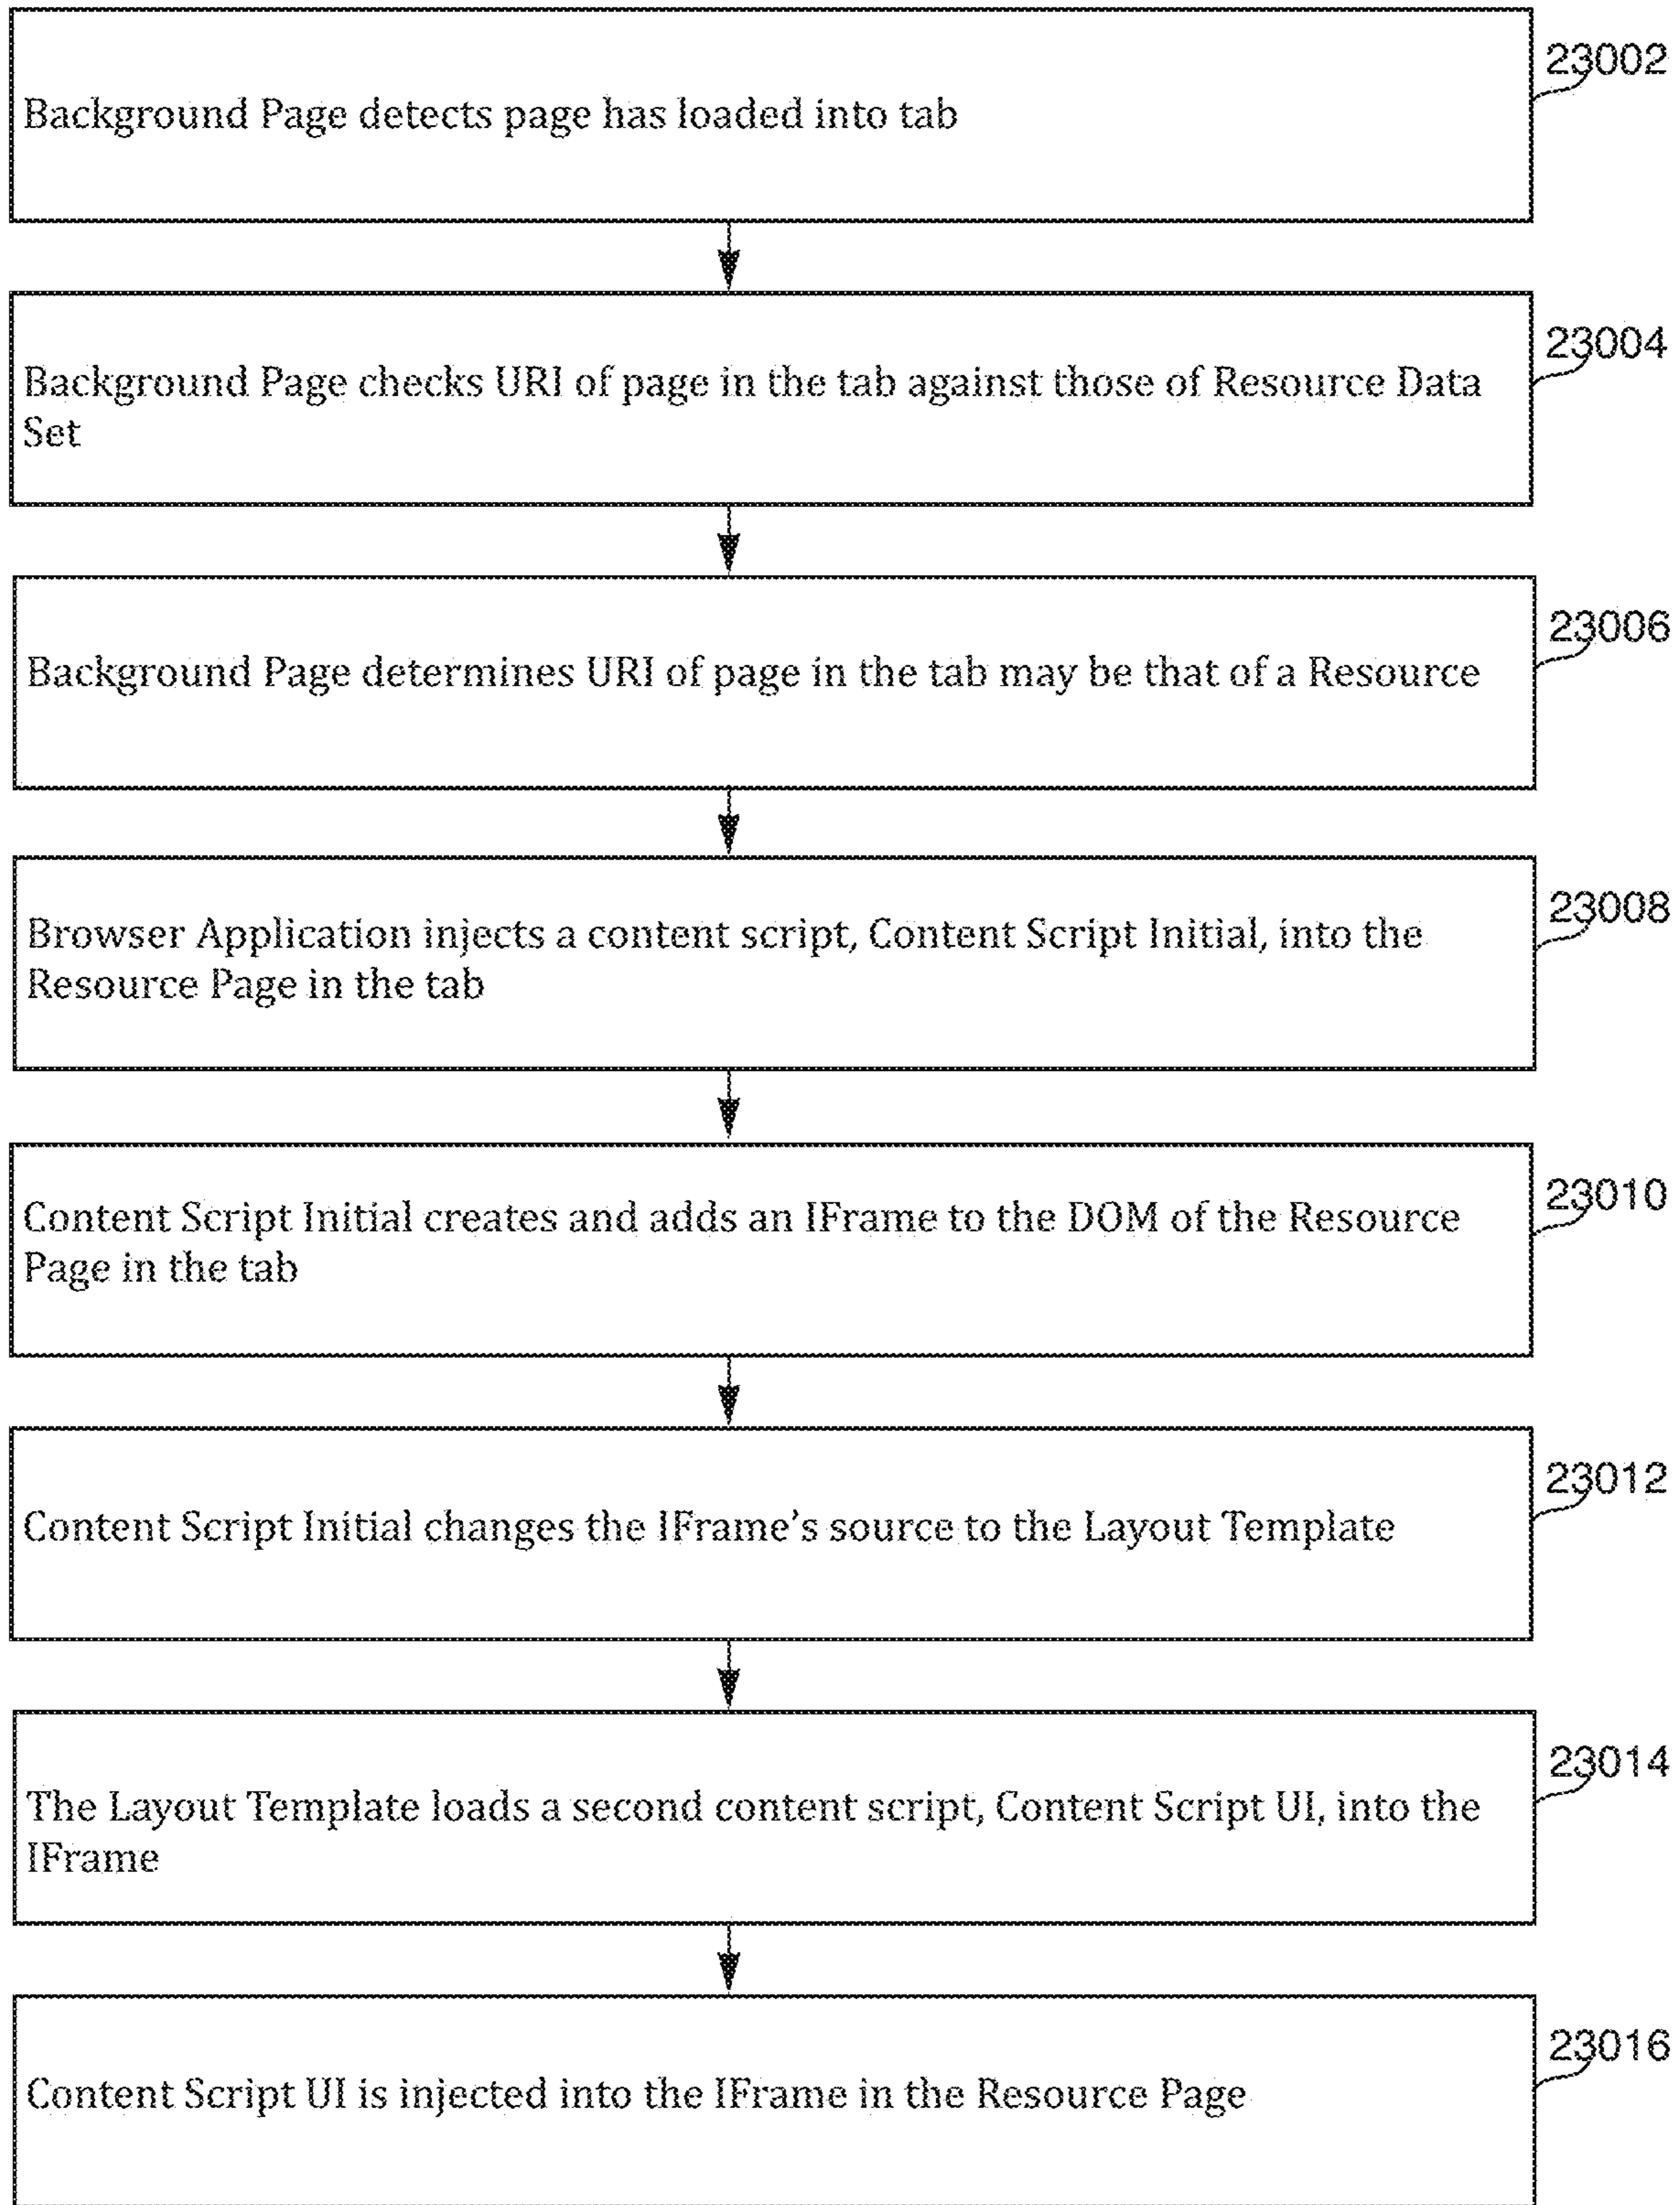 23002
Background Page detects page has loaded into tab
23004
Background Page checks URI of page in the tab against those of Resource Data
Set
23006
Background Page determines URI of page in the tab may be that of a Resource
23008
Browser Application injects a content script, Content Script Initial, into the
Resource Page in the tab
23010
Content Script Initial creates and adds an IFrame to the DOM of the Resource
Page in the tab
23012
Content Script Initial changes the IFrame's source to the Layout Template
23014
The Layout Template loads a second content script, Content Script UI, into the
IFrame
23016
Content Script UI is injected into the IFrame in the Resource Page